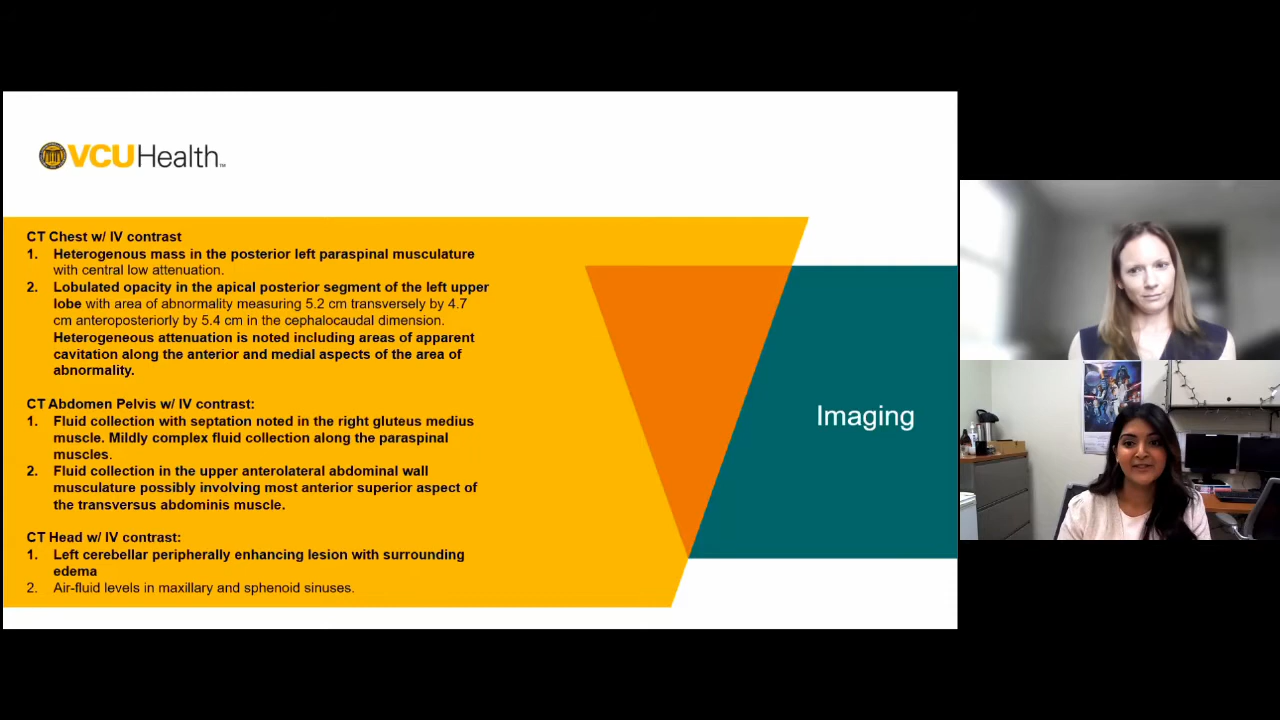 VCUHealth™
CT Chest w/ IV contrast
1. Heterogenous mass in the posterior left paraspinal musculature
with central low attenuation.
2. Lobulated opacity in the apical posterior segment of the left upper
lobe with area of abnormality measuring 5.2 cm transversely by 4.7
cm anteroposteriorly by 5.4 cm in the cephalocaudal dimension.
Heterogeneous attenuation is noted including areas of apparent
cavitation along the anterior and medial aspects of the area of
abnormality.
CT Abdomen Pelvis w/ IV contrast:
1. Fluid collection with septation noted in the right gluteus medius
muscle. Mildly complex fluid collection along the paraspinal
muscles.
2. Fluid collection in the upper anterolateral abdominal wall
musculature possibly involving most anterior superior aspect of
the transversus abdominis muscle.
CT Head w/ IV contrast:
1. Left cerebellar peripherally enhancing lesion with surrounding
edema
2. Air-fluid levels in maxillary and sphenoid sinuses.
Imaging